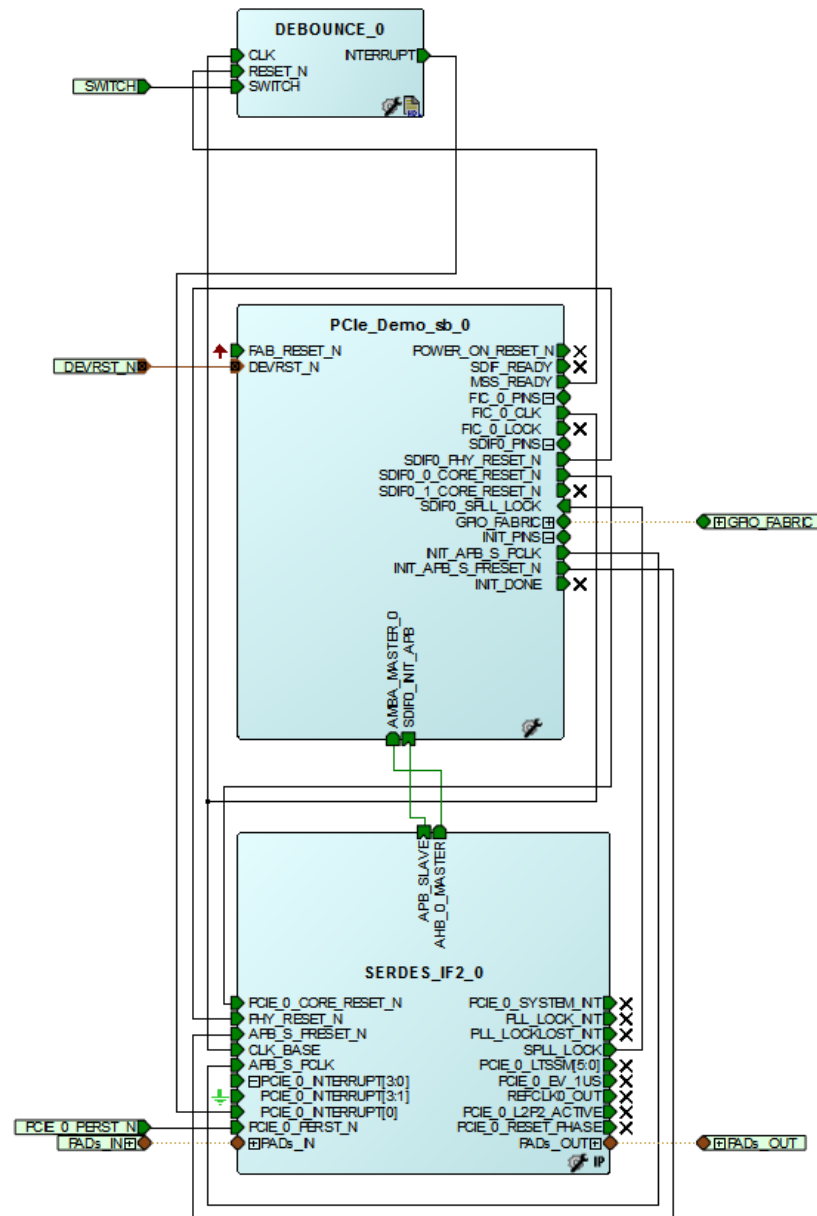 DEBOUNCE_0
CLK INTERRUPT
RESET_N
SWITCH SWITCH
PCIe_Demo_sb_0
FAB_RESET_N POWER_ON_RESET_N
DEVRST_N DEVRST_N SDIF_READY
MSS_READY
FIC_0_PINS
FIC_0_CLK
FIC_0_LOCK
SDIF0_PINS
SDIF0_PHY_RESET_N
SDIF0_0_CORE_RESET_N
SDIF0_1_CORE_RESET_N
SDIF0_SPLL_LOCK
GPIO_FABRIC GPIO_FABRIC
INIT_PINS
INIT_APB_S_PCLK
INIT_APB_S_PRESET_N
INIT_DONE
AMBA_MASTER_0
SDIF0_INIT_APB
APB_SLAVE
AHB_0_MASTER
SERDES_IF2_0
PCIE_0_CORE_RESET_N PCIE_0_SYSTEM_INT
PHY_RESET_N PLL_LOCK_INT
APB_S_PRESET_N PLL_LOCKLOST_INT
CLK_BASE SPLL_LOCK
APB_S_PCLK PCIE_0_LTSSM[5:0]
PCIE_0_INTERRUPT[3:0] PCIE_0_EV_1US
PCIE_0_INTERRUPT[3:1] REFCLK0_OUT
PCIE_0_INTERRUPT[0] PCIE_0_L2P2_ACTIVE
PCIE_0_PERST_N PCIE_0_PERST_N PCIE_0_RESET_PHASE
PADs_IN PADs_IN PADs_OUT PADs_OUT
IP